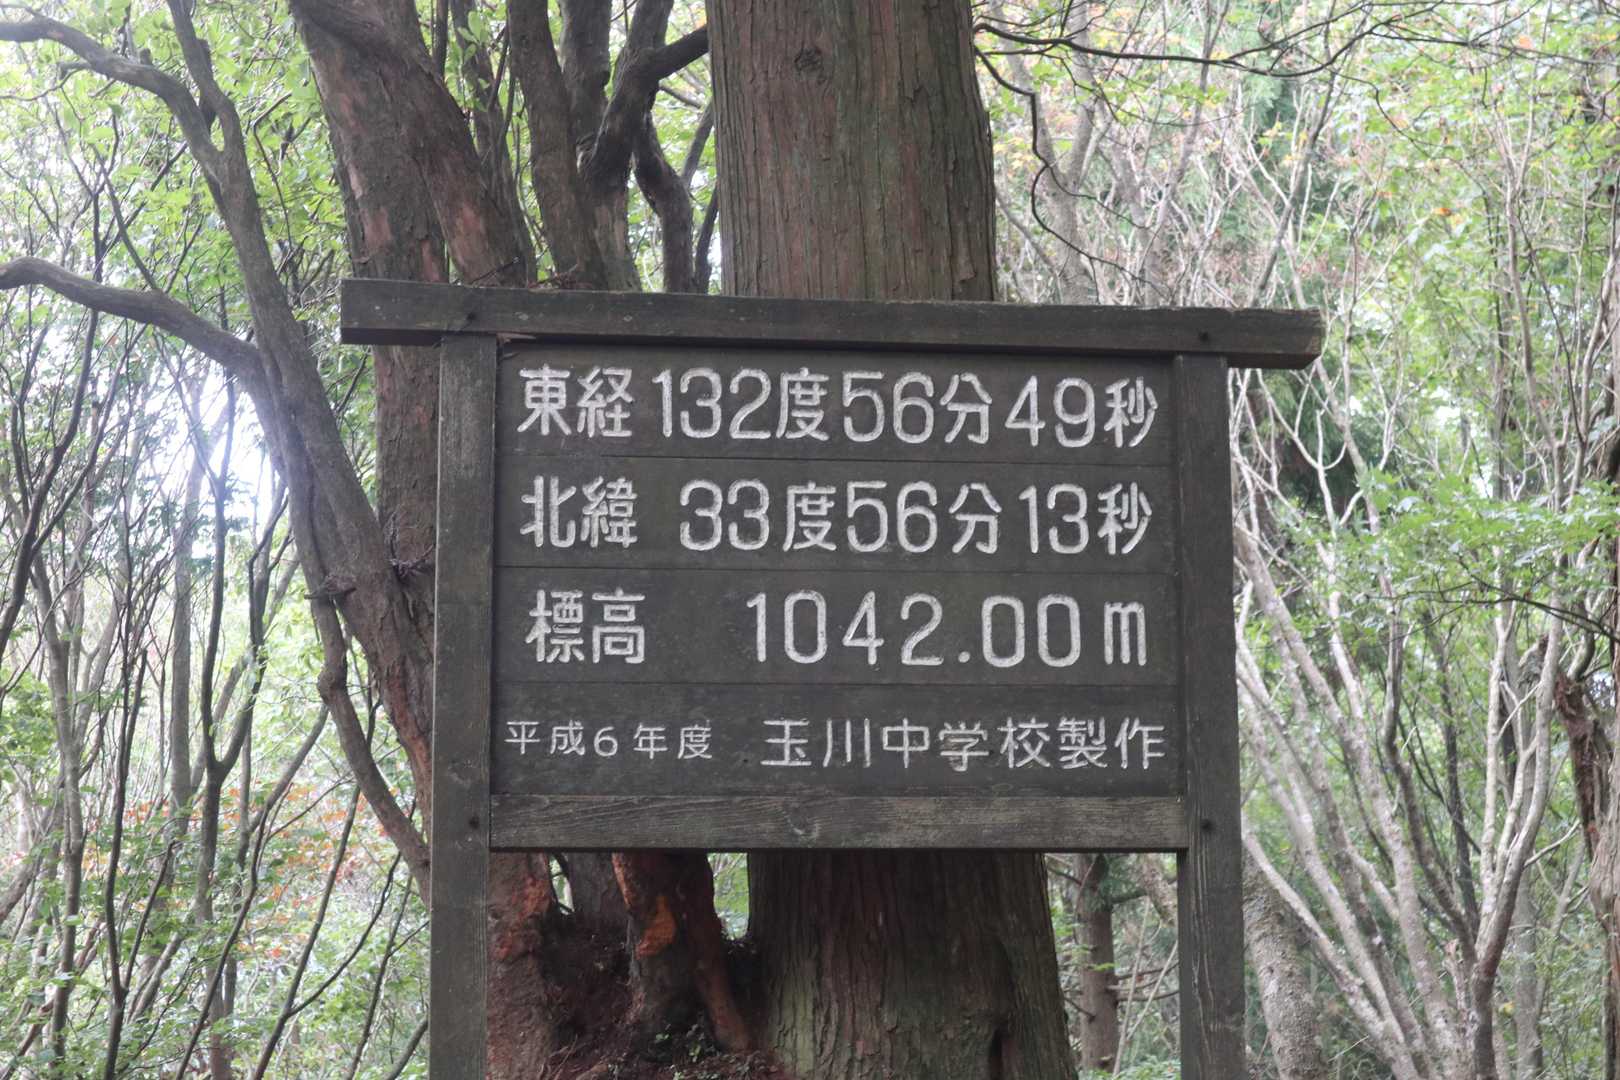 東経132度56分49秒
北緯 33度56分13秒
標高 1042.00m
平成6年度 玉川中学校製作